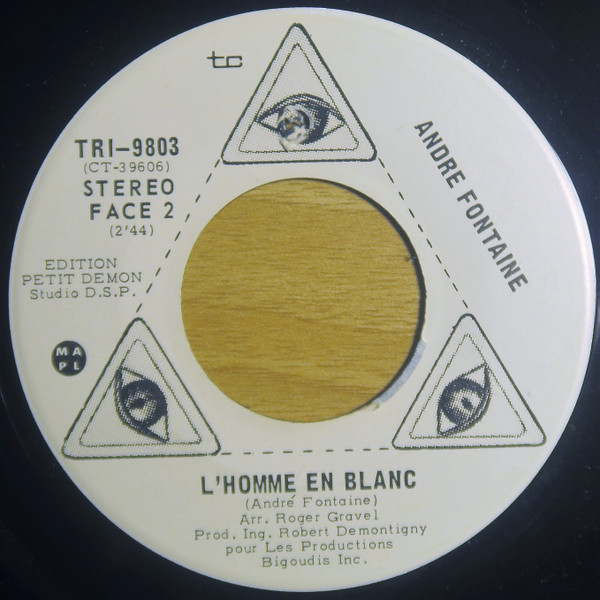 tc
TRI-9803
(CT-39606)
STEREO
FACE 2
(2'44)
ANDRE FONTAINE
EDITION
PETIT DEMON
Studio D.S.P.
MA
PL
L'HOMME EN BLANC
(André Fontaine)
Arr. Roger Gravel
Prod. Ing. Robert Demontigny
pour Les Productions
Bigoudis Inc.